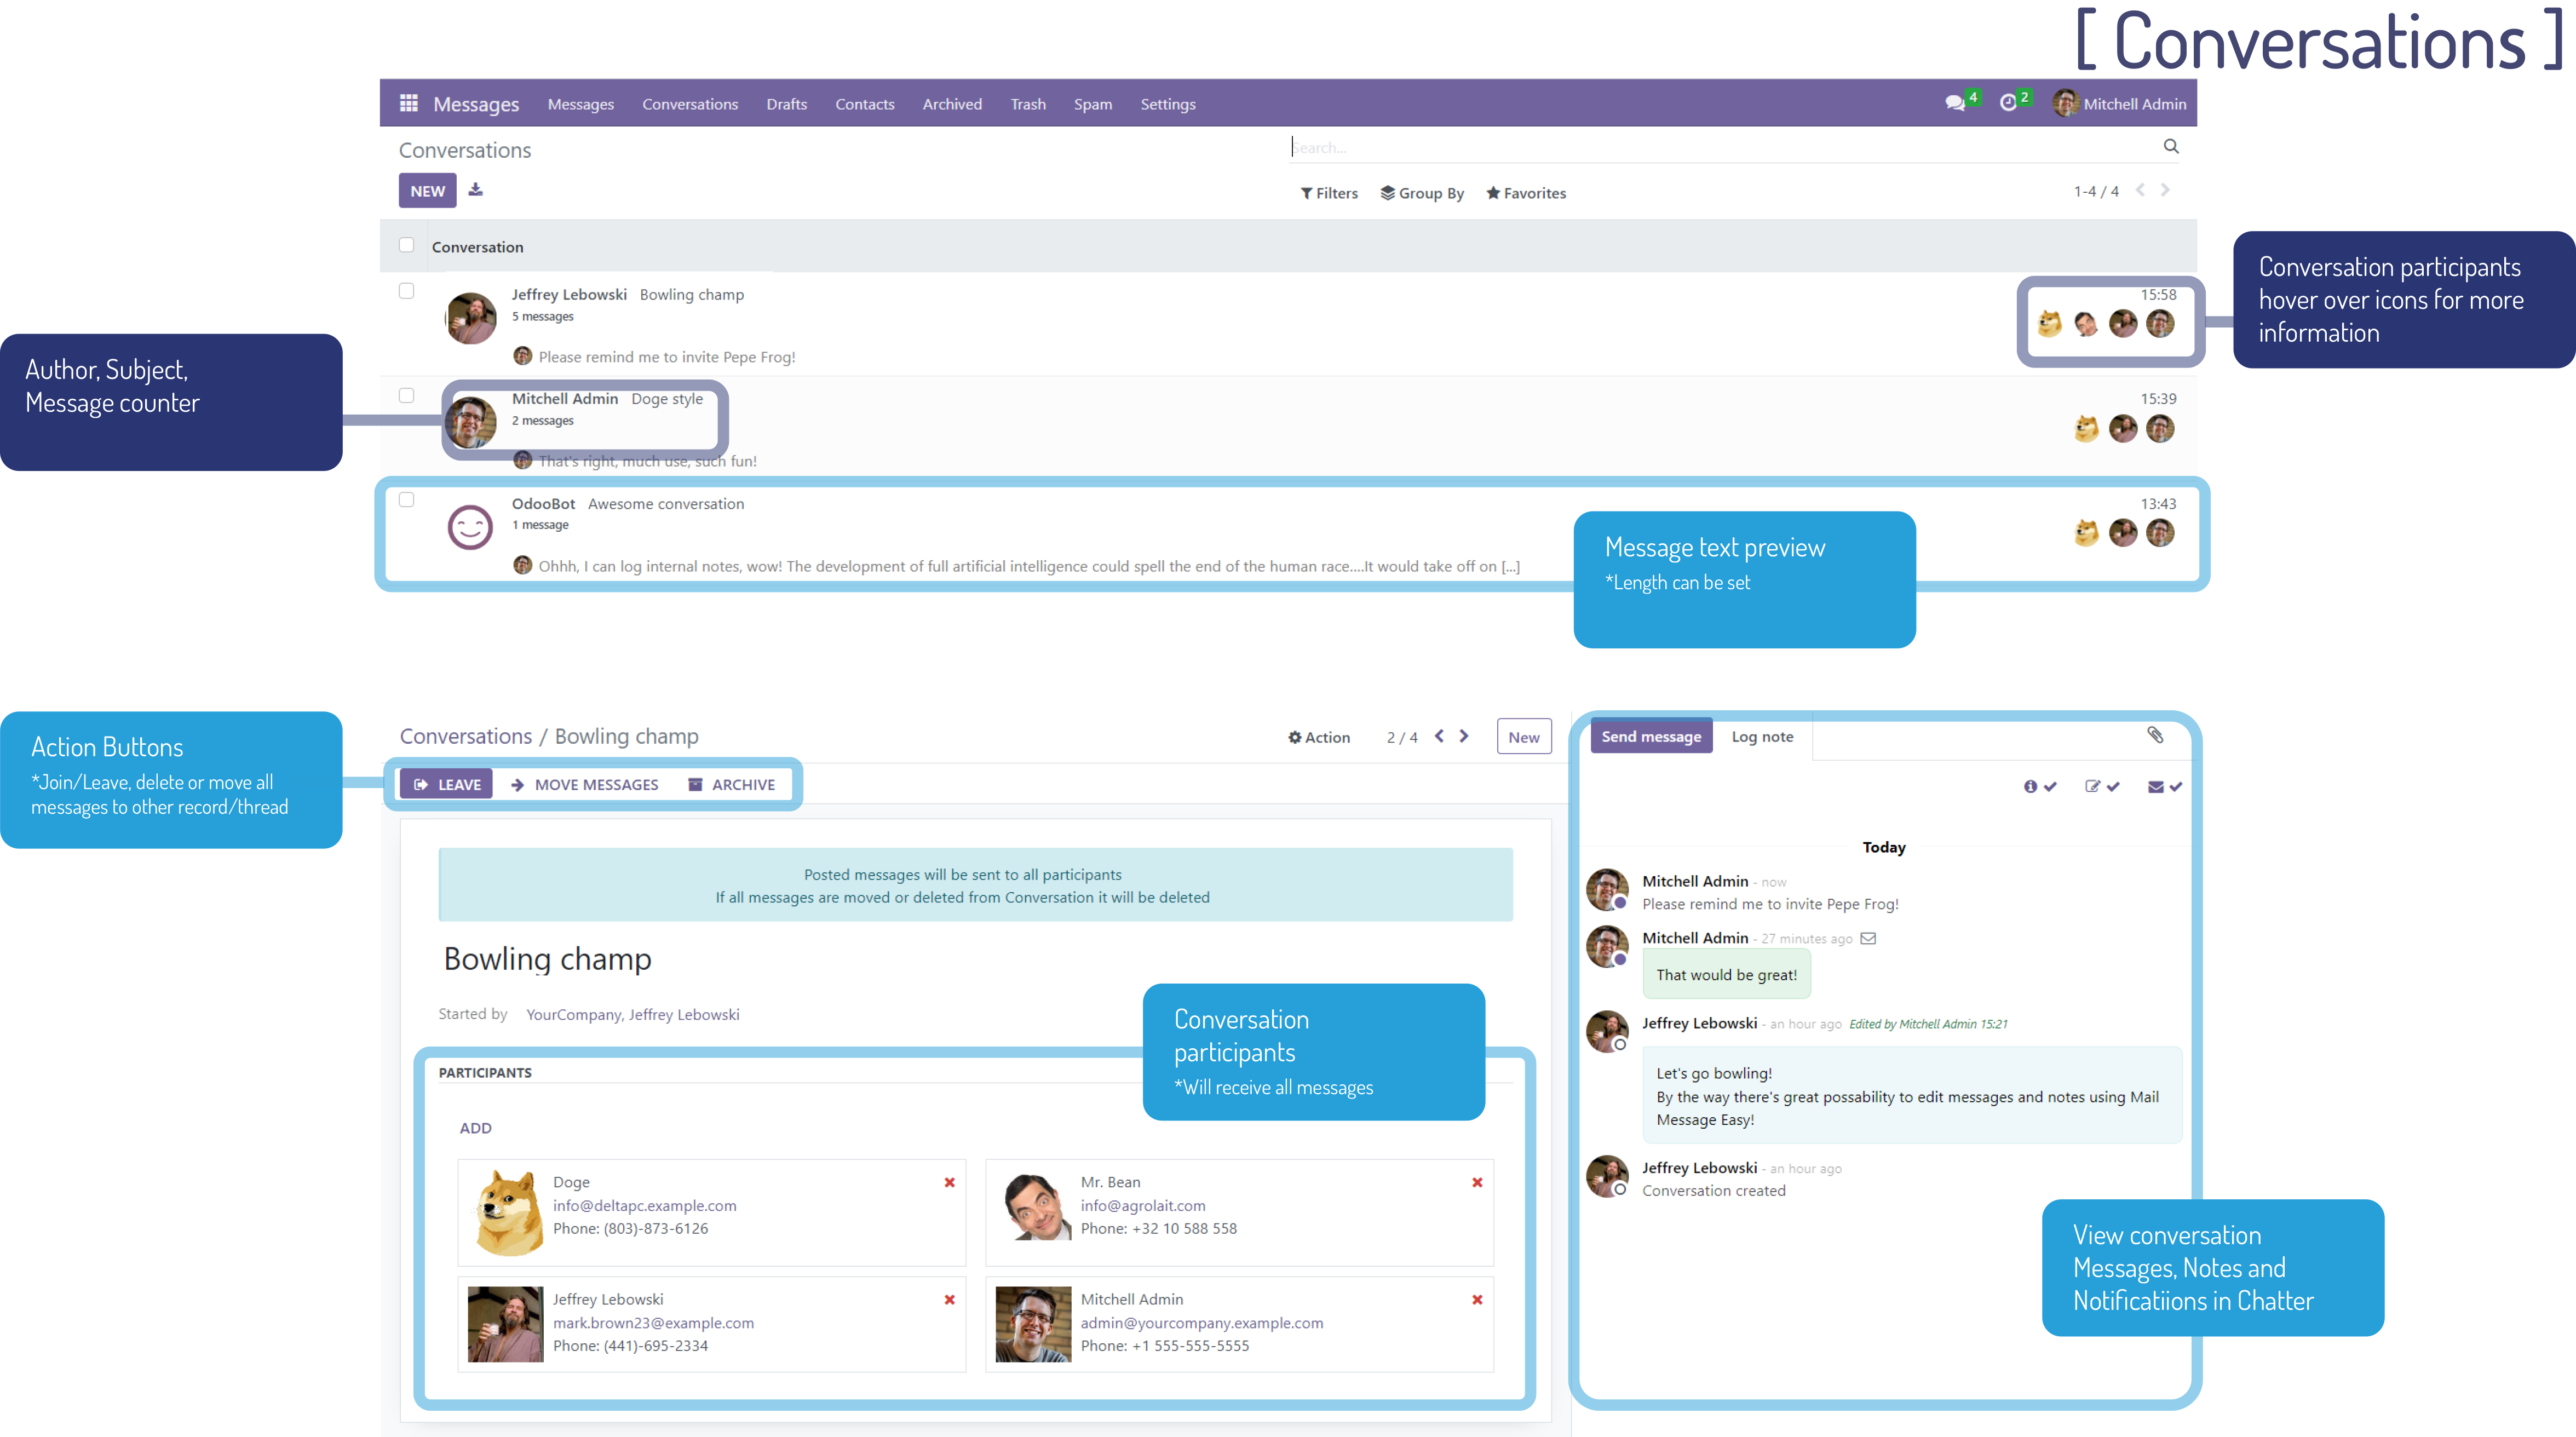 [ Conversations ]
Messages Messages Conversations Drafts Contacts Archived Trash Spam Settings 4 2 Mitchell Admin
Conversations
Search...
NEW
Filters Group By Favorites 1-4 / 4
Conversation
Jeffrey Lebowski Bowling champ
5 messages
15:58
Please remind me to invite Pepe Frog!
Conversation participants
hover over icons for more
information
Author, Subject,
Message counter
Mitchell Admin Doge style
2 messages
15:39
That's right, much use, such fun!
OdooBot Awesome conversation
1 message
13:43
Ohhh, I can log internal notes, wow! The development of full artificial intelligence could spell the end of the human race....It would take off on [...]
Message text preview
*Length can be set
Action Buttons
*Join/Leave, delete or move all
messages to other record/thread
Conversations / Bowling champ
Action 2 / 4 New
LEAVE MOVE MESSAGES ARCHIVE
Posted messages will be sent to all participants
If all messages are moved or deleted from Conversation it will be deleted
Bowling champ
Started by YourCompany, Jeffrey Lebowski
Conversation
participants
*Will receive all messages
PARTICIPANTS
ADD
Doge
info@deltapc.example.com
Phone: (803)-873-6126
Mr. Bean
info@agrolait.com
Phone: +32 10 588 558
Jeffrey Lebowski
mark.brown23@example.com
Phone: (441)-695-2334
Mitchell Admin
admin@yourcompany.example.com
Phone: +1 555-555-5555
Send message Log note
Today
Mitchell Admin - now
Please remind me to invite Pepe Frog!
Mitchell Admin - 27 minutes ago
That would be great!
Jeffrey Lebowski - an hour ago Edited by Mitchell Admin 15:21
Let's go bowling!
By the way there's great possability to edit messages and notes using Mail
Message Easy!
Jeffrey Lebowski - an hour ago
Conversation created
View conversation
Messages, Notes and
Notificatiions in Chatter